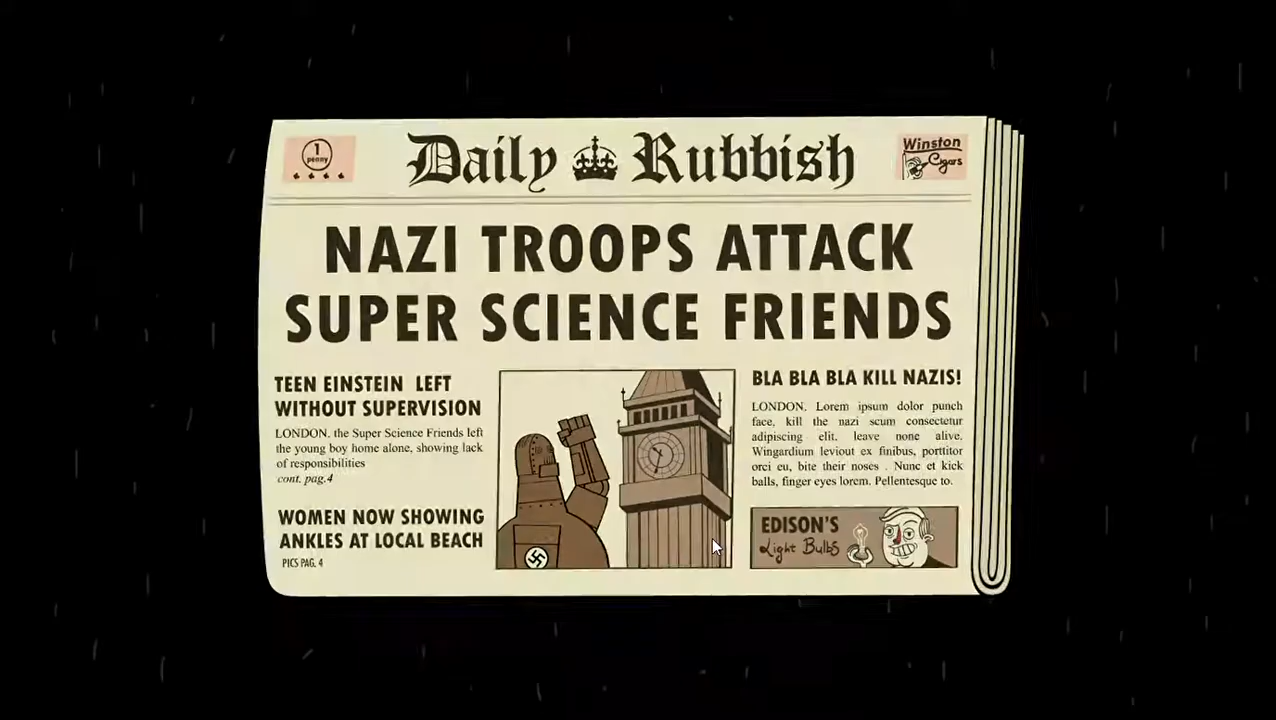 1
penny
Daily Rubbish
Winston
Cigars
NAZI TROOPS ATTACK
SUPER SCIENCE FRIENDS
TEEN EINSTEIN LEFT
WITHOUT SUPERVISION
LONDON. the Super Science Friends left
the young boy home alone, showing lack
of responsibilities
cont. pag.4
WOMEN NOW SHOWING
ANKLES AT LOCAL BEACH
PICS PAG. 4
BLA BLA BLA KILL NAZIS!
LONDON. Lorem ipsum dolor punch
face, kill the nazi scum consectetur
adipiscing elit, leave none alive.
Wingardium leviout ex finibus, porttitor
orci eu, bite their noses . Nunc et kick
balls, finger eyes lorem. Pellentesque to.
EDISON'S
Light Bulbs